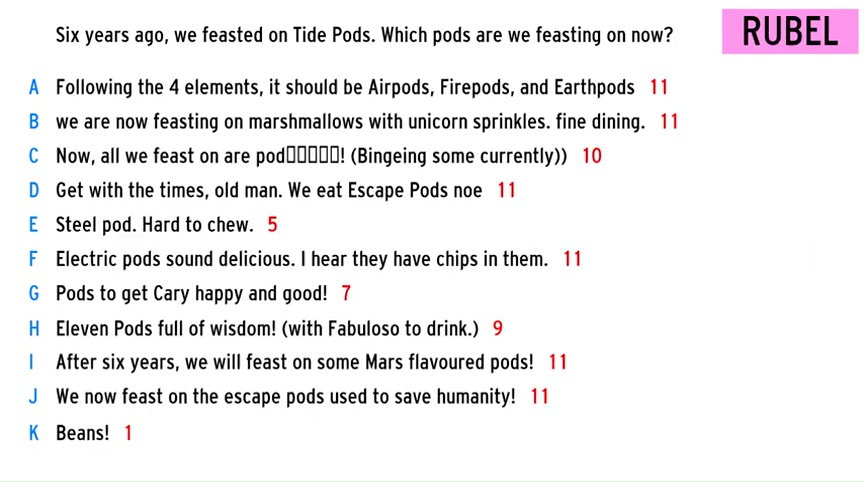 Six years ago, we feasted on Tide Pods. Which pods are we feasting on now?
RUBEL
A Following the 4 elements, it should be Airpods, Firepods, and Earthpods 11
B we are now feasting on marshmallows with unicorn sprinkles. fine dining. 11
C Now, all we feast on are pod▯▯▯▯▯! (Bingeing some currently)) 10
D Get with the times, old man. We eat Escape Pods noe 11
E Steel pod. Hard to chew. 5
F Electric pods sound delicious. I hear they have chips in them. 11
G Pods to get Cary happy and good! 7
H Eleven Pods full of wisdom! (with Fabuloso to drink.) 9
I After six years, we will feast on some Mars flavoured pods! 11
J We now feast on the escape pods used to save humanity! 11
K Beans! 1